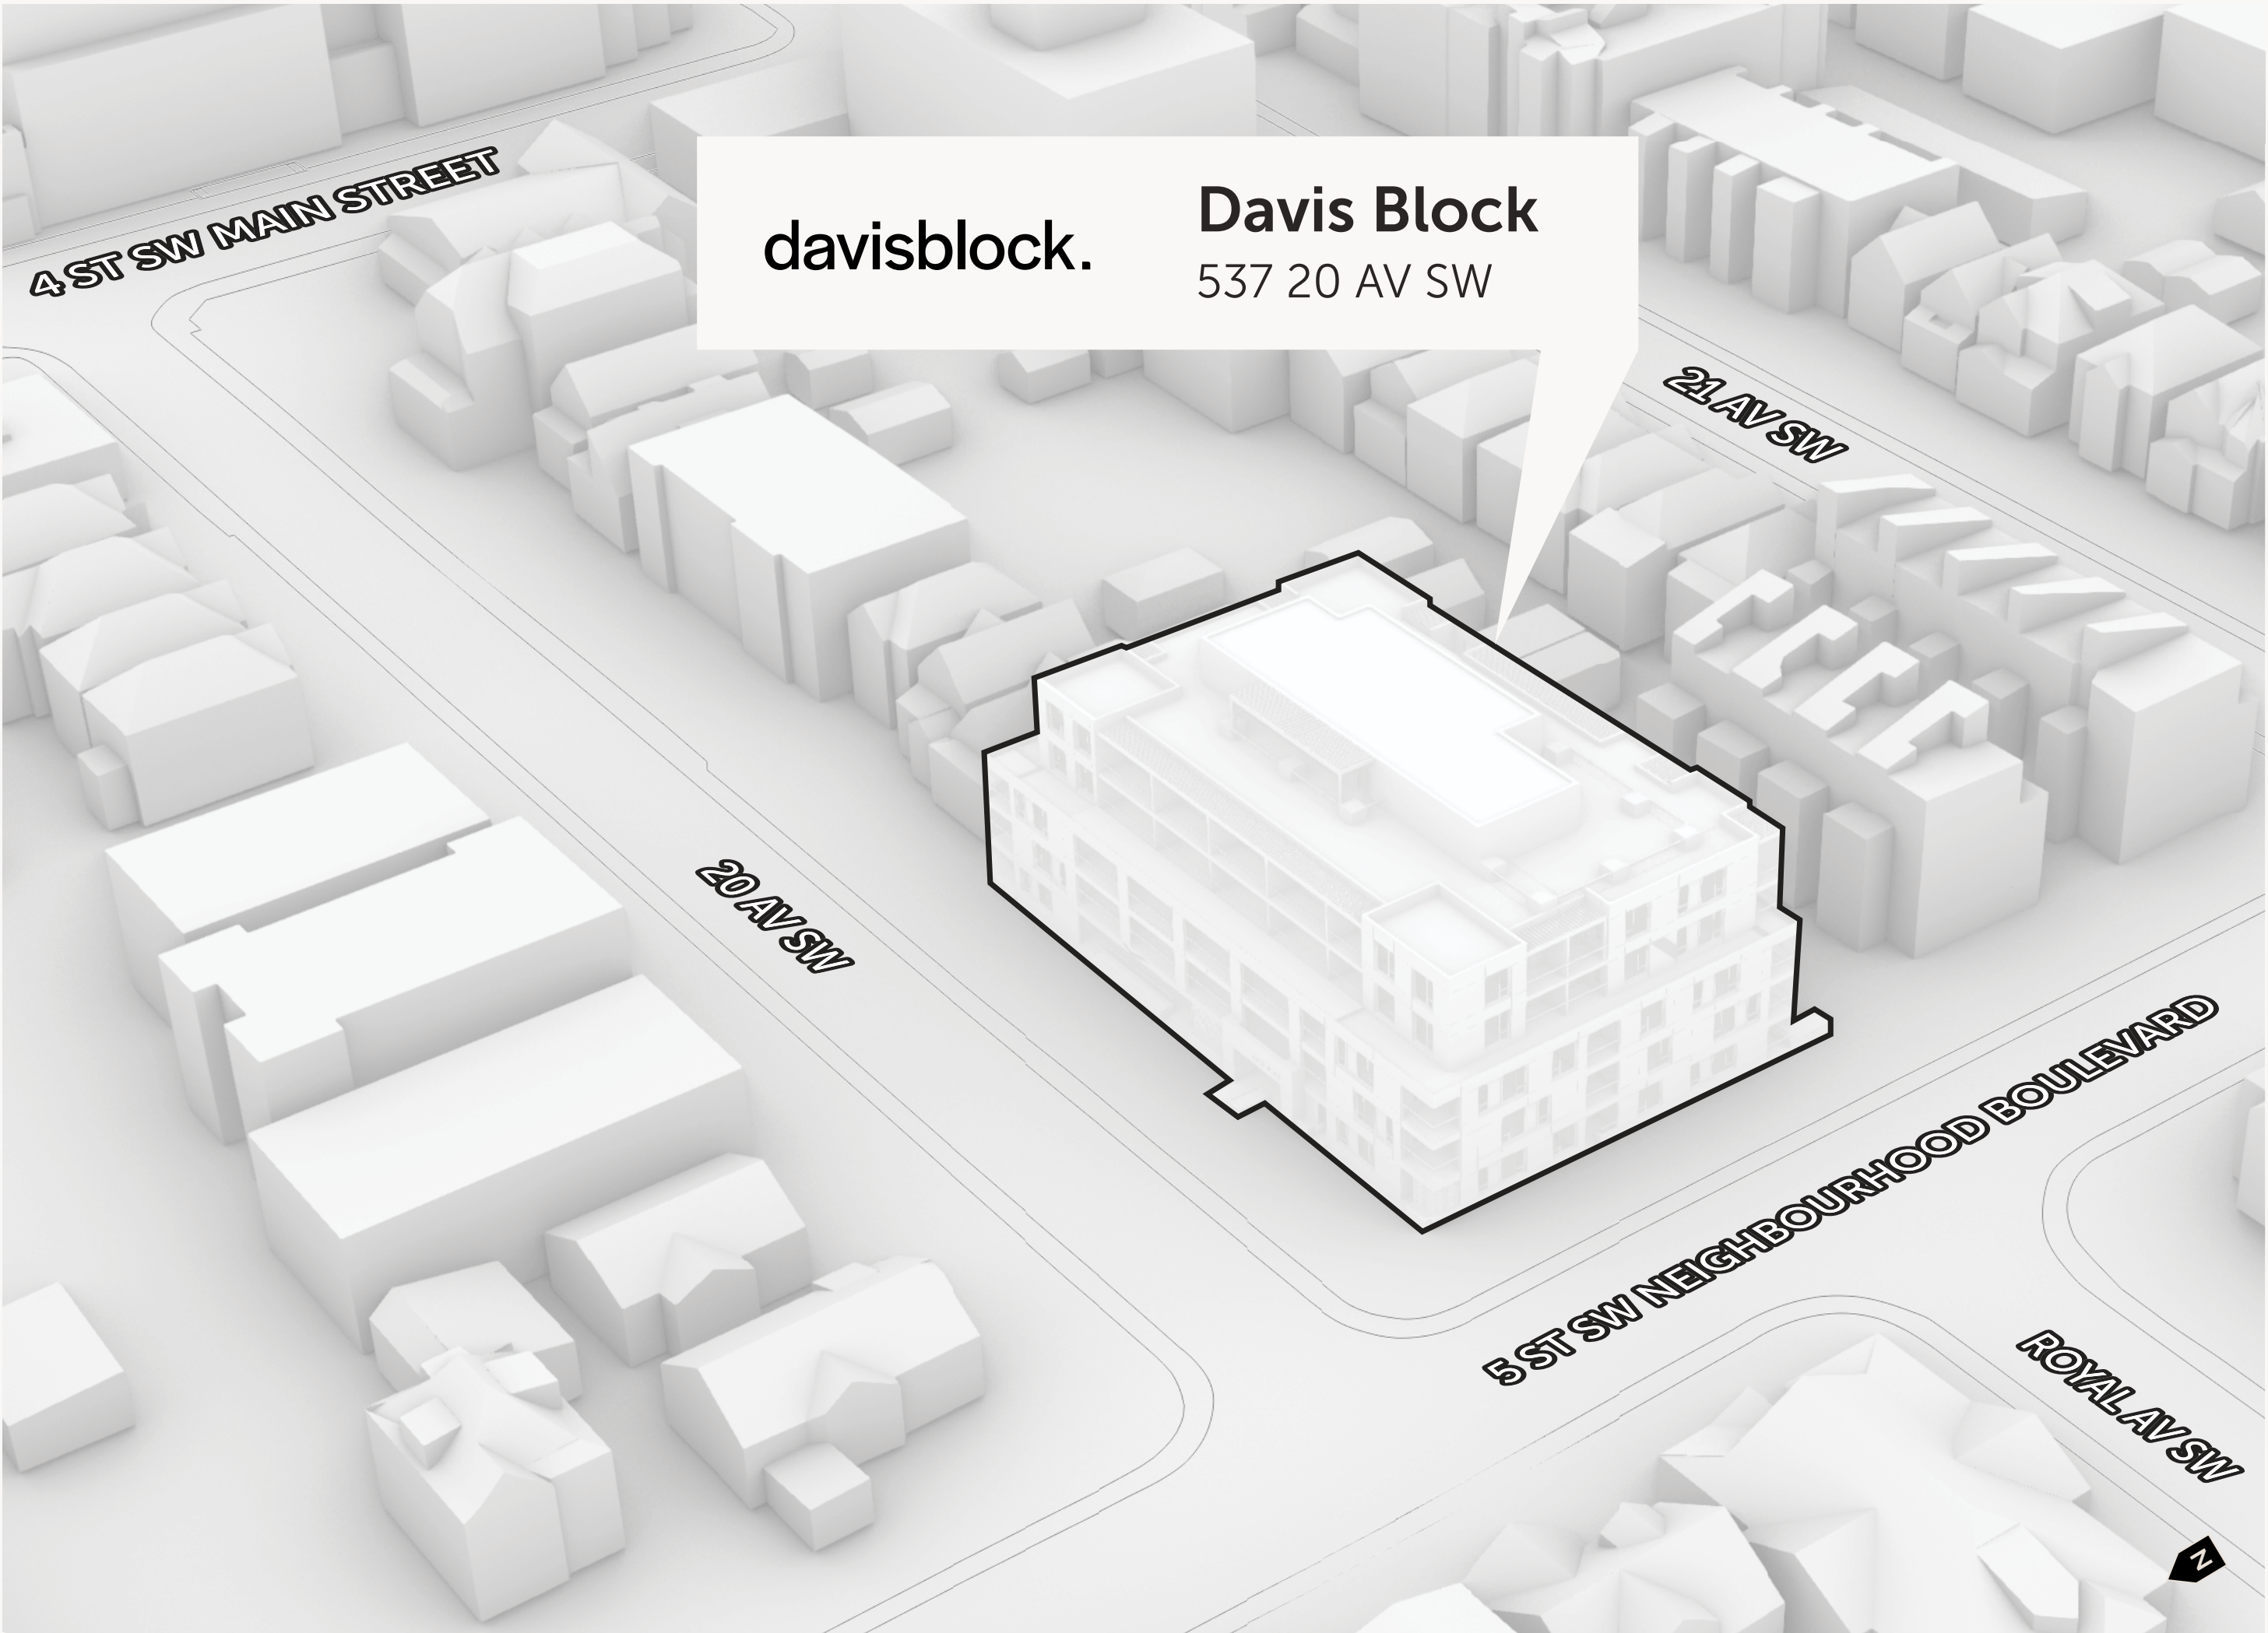 4 ST SW MAIN STREET
davisblock.
Davis Block
537 20 AV SW
21 AV SW
20 AV SW
5 ST SW NEIGHBOURHOOD BOULEVARD
ROYAL AV SW
N